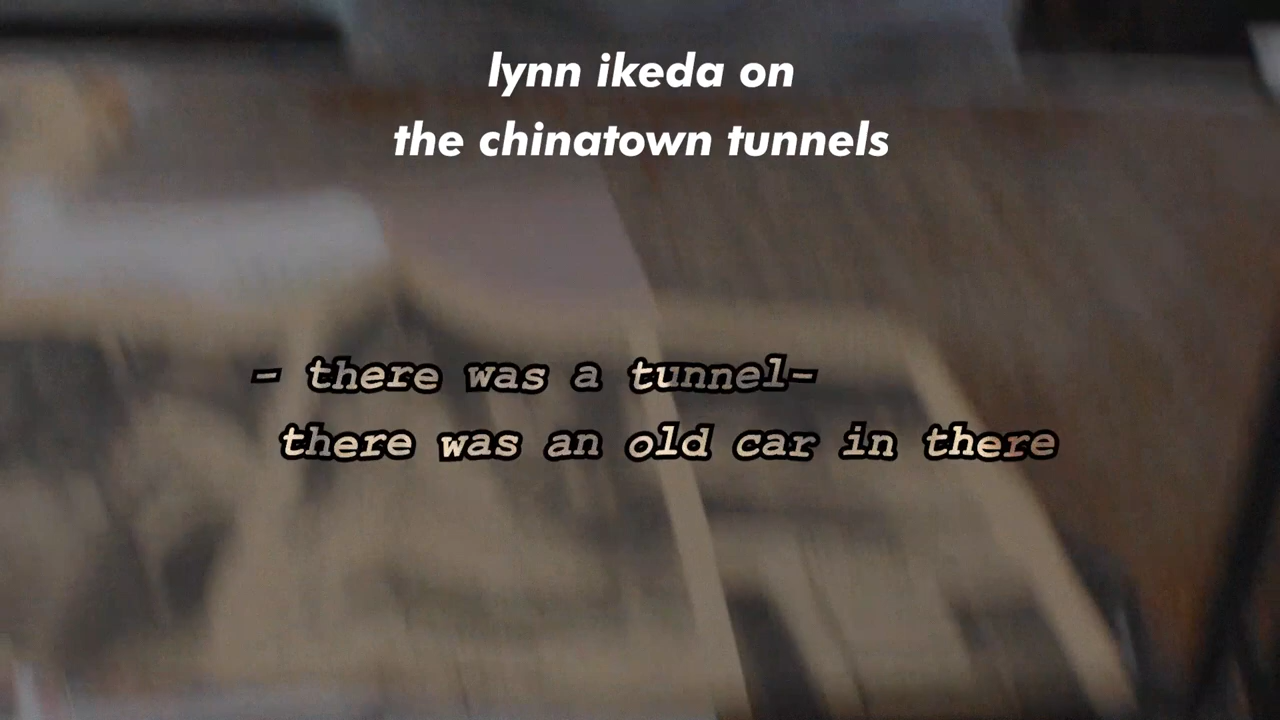 lynn ikeda on
the chinatown tunnels
- there was a tunnel-
there was an old car in there